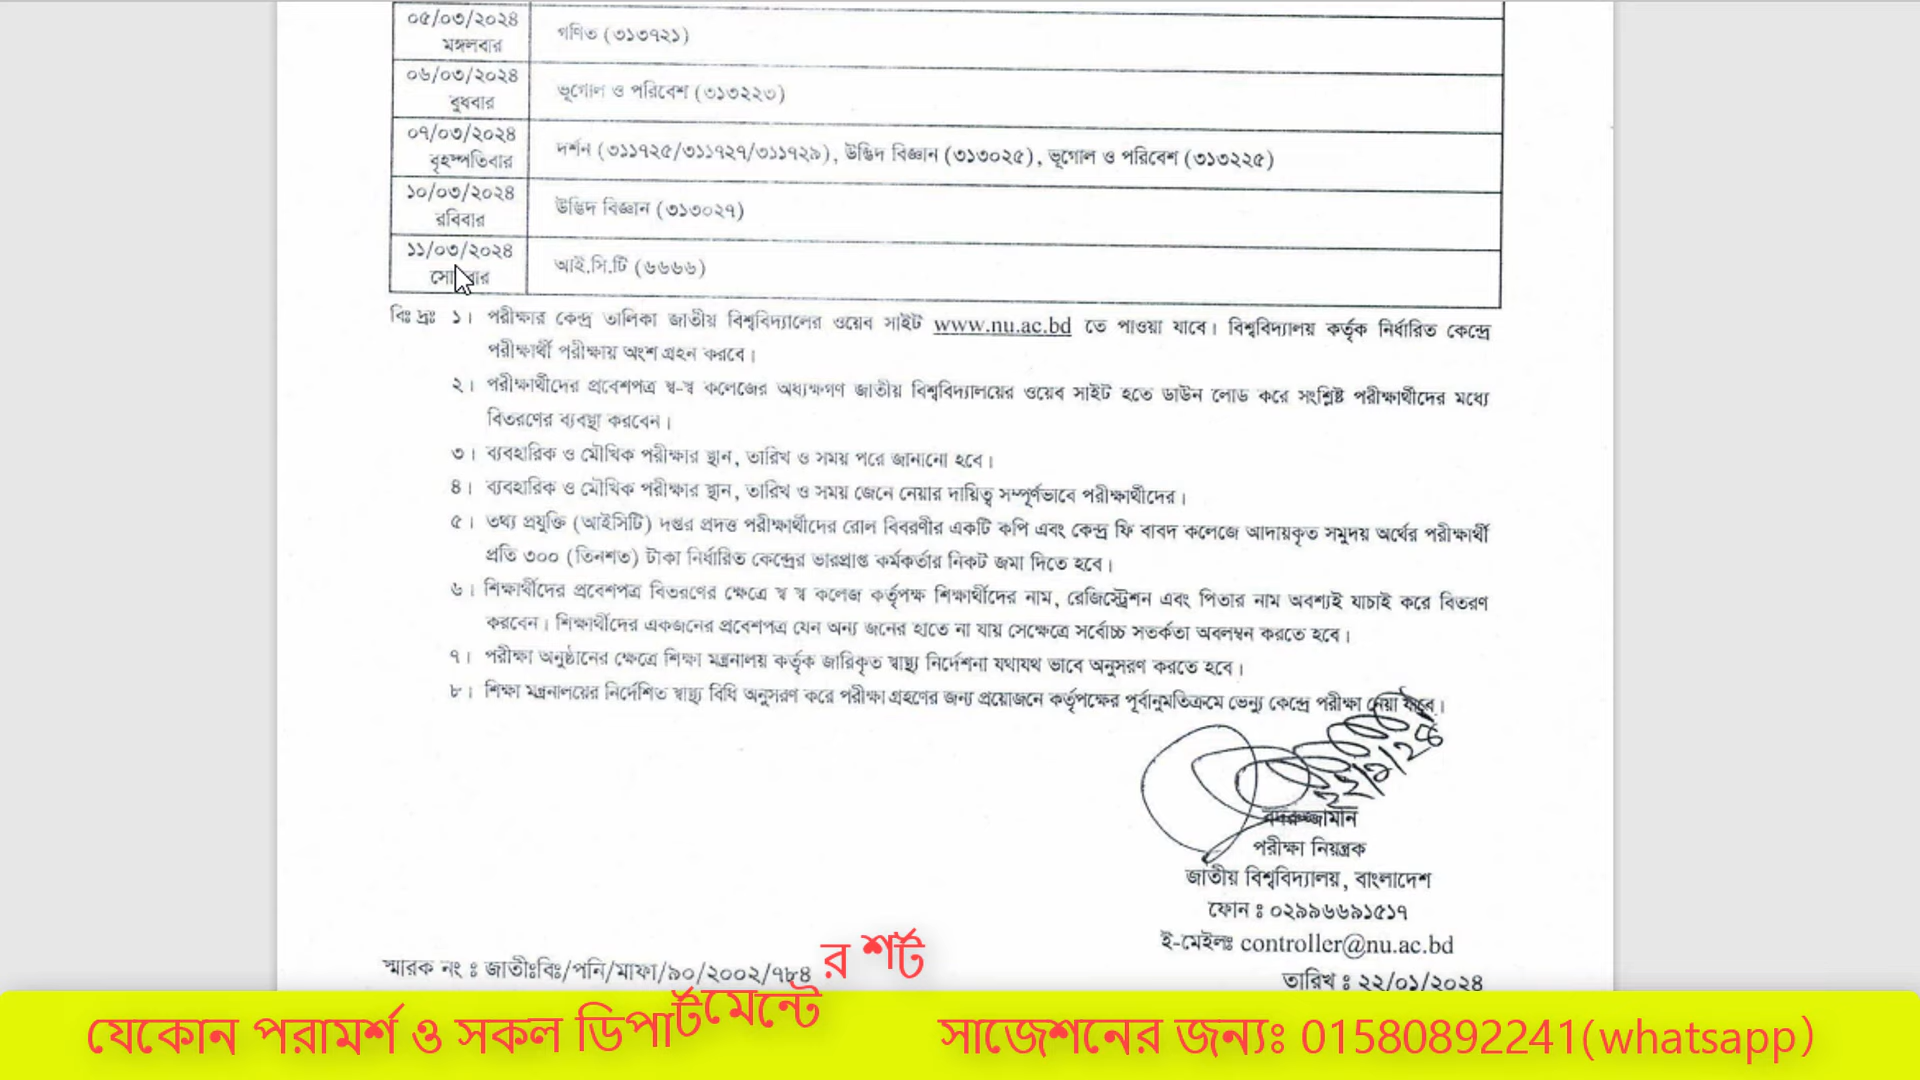 ০৫/০৩/২০২৪
মঙ্গলবার
গণিত (৩১৩৭২১)
০৬/০৩/২০২৪
বুধবার
ভূগোল ও পরিবেশ (৩১৩২২৩)
০৭/০৩/২০২৪
বৃহস্পতিবার
দর্শন (৩১১৭২৫/৩১১৭২৭/৩১১৭২৯), উদ্ভিদ বিজ্ঞান (৩১৩০২৫), ভূগোল ও পরিবেশ (৩১৩২২৫)
১০/০৩/২০২৪
রবিবার
উদ্ভিদ বিজ্ঞান (৩১৩০২৭)
১১/০৩/২০২৪
আই.সি.টি (৬৬৬৬)
বিঃ দ্রঃ ১। পরীক্ষার কেন্দ্র তালিকা জাতীয় বিশ্ববিদ্যালের ওয়েব সাইট www.nu.ac.bd তে পাওয়া যাবে। বিশ্ববিদ্যালয় কর্তৃক নির্ধারিত কেন্দ্রে
পরীক্ষার্থী পরীক্ষায় অংশ গ্রহন করবে।
২। পরীক্ষার্থীদের প্রবেশপত্র স্ব-স্ব কলেজের অধ্যক্ষগণ জাতীয় বিশ্ববিদ্যালয়ের ওয়েব সাইট হতে ডাউন লোড করে সংশ্লিষ্ট পরীক্ষার্থীদের মধ্যে
বিতরণের ব্যবস্থা করবেন।
৩। ব্যবহারিক ও মৌখিক পরীক্ষার স্থান, তারিখ ও সময় পরে জানানো হবে।
৪। ব্যবহারিক ও মৌখিক পরীক্ষার স্থান, তারিখ ও সময় জেনে নেয়ার দায়িত্ব সম্পূর্ণভাবে পরীক্ষার্থীদের।
৫। তথ্য প্রযুক্তি (আইসিটি) দপ্তর প্রদত্ত পরীক্ষার্থীদের রোল বিবরণীর একটি কপি এবং কেন্দ্র ফি বাবদ কলেজে আদায়কৃত সমুদয় অর্থের পরীক্ষার্থী
প্রতি ৩০০ (তিনশত) টাকা নির্ধারিত কেন্দ্রের ভারপ্রাপ্ত কর্মকর্তার নিকট জমা দিতে হবে।
৬। শিক্ষার্থীদের প্রবেশপত্র বিতরণের ক্ষেত্রে স্ব স্ব কলেজ কর্তৃপক্ষ শিক্ষার্থীদের নাম, রেজিস্ট্রেশন এবং পিতার নাম অবশ্যই যাচাই করে বিতরণ
করবেন। শিক্ষার্থীদের একজনের প্রবেশপত্র যেন অন্য জনের হাতে না যায় সেক্ষেত্রে সর্বোচ্চ সতর্কতা অবলম্বন করতে হবে।
৭। পরীক্ষা অনুষ্ঠানের ক্ষেত্রে শিক্ষা মন্ত্রনালয় কর্তৃক জারিকৃত স্বাস্থ্য নির্দেশনা যথাযথ ভাবে অনুসরণ করতে হবে।
৮। শিক্ষা মন্ত্রনালয়ের নির্দেশিত স্বাস্থ্য বিধি অনুসরণ করে পরীক্ষা গ্রহণের জন্য প্রয়োজনে কর্তৃপক্ষের পূর্বানুমতিক্রমে ভেন্যু কেন্দ্রে পরীক্ষা নেয়া যাবে।
বদরুজ্জামান
পরীক্ষা নিয়ন্ত্রক
জাতীয় বিশ্ববিদ্যালয়, বাংলাদেশ
ফোন ঃ ০২৯৯৬৬৯১৫১৭
ই-মেইলঃ controller@nu.ac.bd
স্মারক নং ঃ জাতীঃবিঃ/পনি/মাফা/৯০/২০০২/৭৮৪
তারিখ ঃ ২২/০১/২০২৪
যেকোন পরামর্শ ও সকল ডিপার্টমেন্টের শর্ট সাজেশনের জন্যঃ 01580892241(whatsapp)